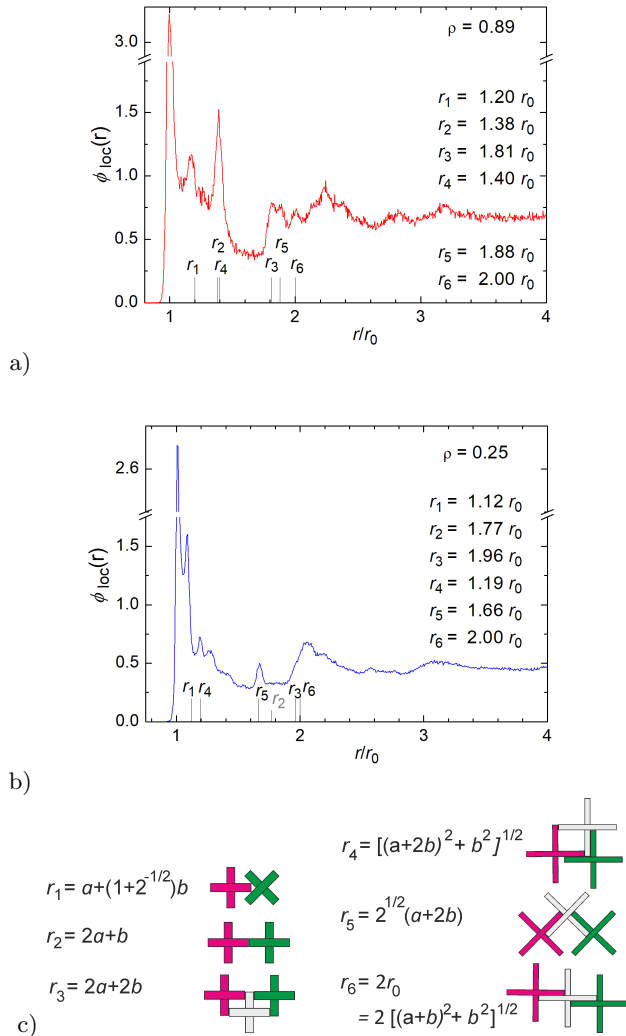 ρ = 0.89
r₁ = 1.20 r₀
r₂ = 1.38 r₀
r₃ = 1.81 r₀
r₄ = 1.40 r₀
r₅ = 1.88 r₀
r₆ = 2.00 r₀
3.0
1.5
1.0
0.5
0.0
ϕ loc(r)
r₂ r₅
r₁ r₄ r₃ r₆
1 2 3 4
r/r₀
a)
ρ = 0.25
r₁ = 1.12 r₀
r₂ = 1.77 r₀
r₃ = 1.96 r₀
r₄ = 1.19 r₀
r₅ = 1.66 r₀
r₆ = 2.00 r₀
2.6
1.5
1.0
0.5
0.0
ϕ loc(r)
r₁ r₄ r₅ r₂ r₃ r₆
1 2 3 4
r/r₀
b)
r₁ = a+(1+2^-1/2)b
r₂ = 2a+b
r₃ = 2a+2b
r₄ = [(a+2b)^2 + b^2]^1/2
r₅ = 2^1/2(a+2b)
r₆ = 2r₀
= 2 [(a+b)^2 + b^2]^1/2
c)